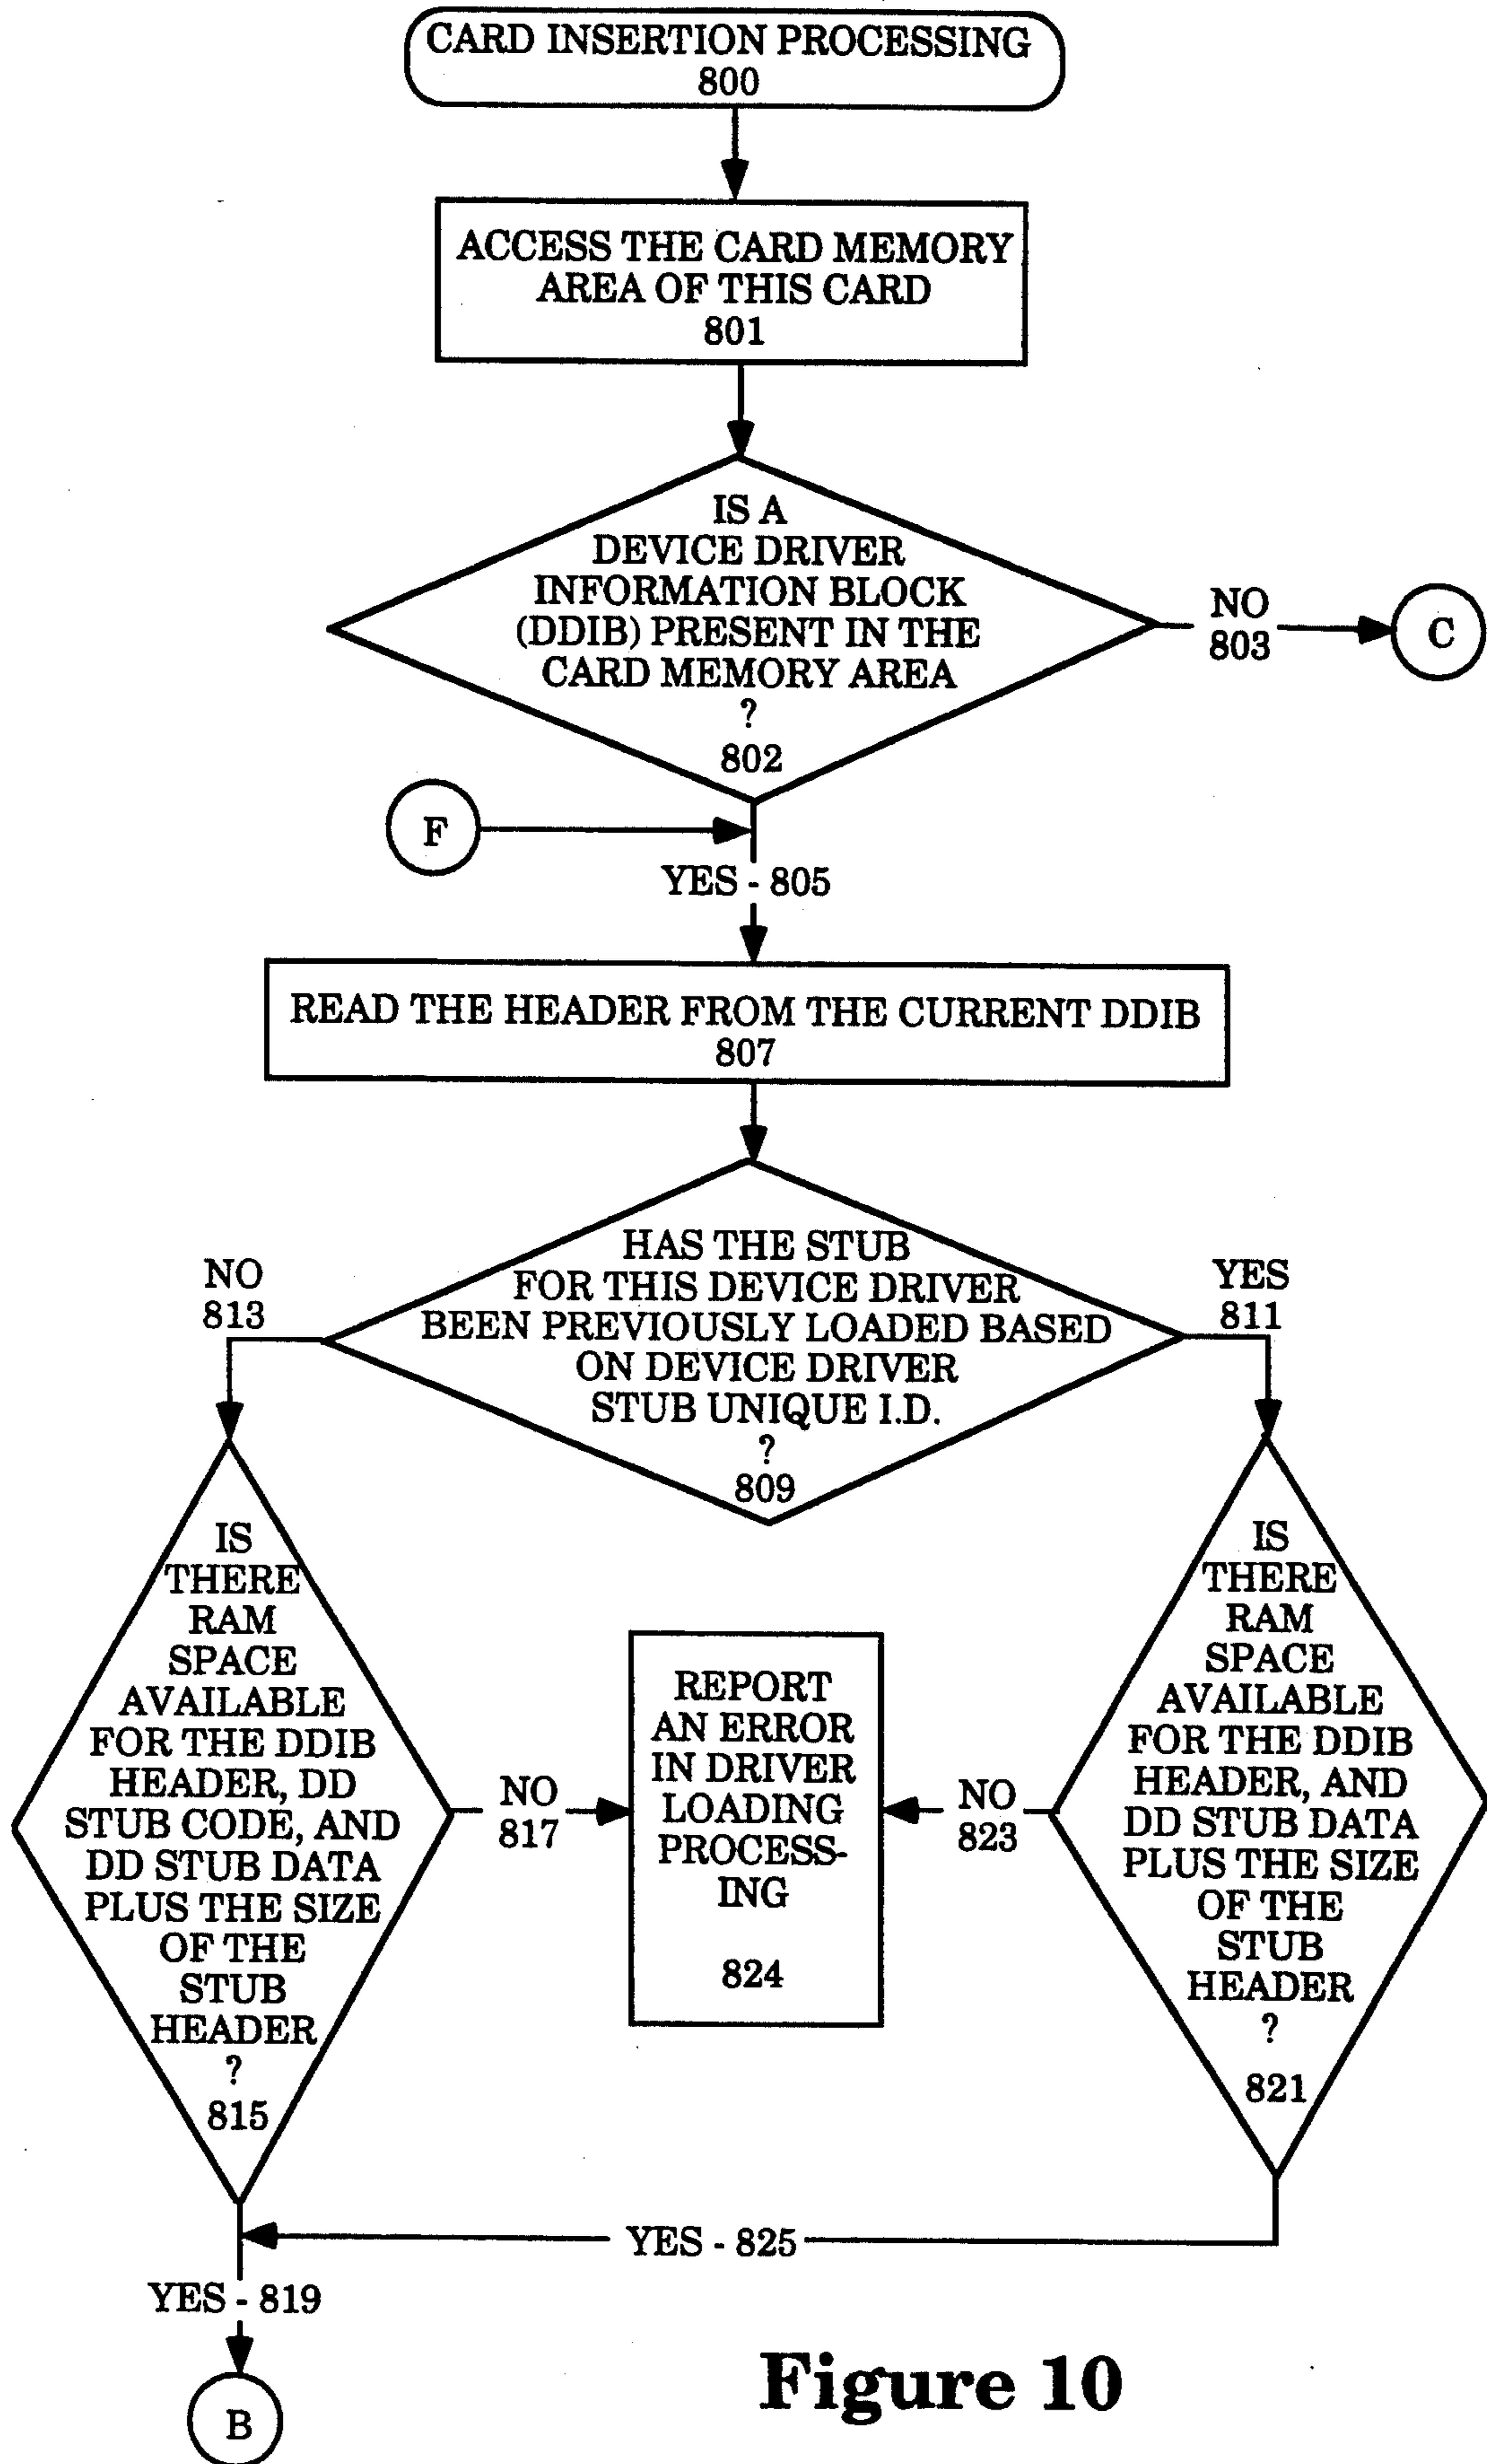 CARD INSERTION PROCESSING
800
ACCESS THE CARD MEMORY
AREA OF THIS CARD
801
IS A
DEVICE DRIVER
INFORMATION BLOCK
(DDIB) PRESENT IN THE
CARD MEMORY AREA
?
802
NO
803
C
F
YES - 805
READ THE HEADER FROM THE CURRENT DDIB
807
HAS THE STUB
FOR THIS DEVICE DRIVER
BEEN PREVIOUSLY LOADED BASED
ON DEVICE DRIVER
STUB UNIQUE I.D.
?
809
NO
813
YES
811
IS
THERE
RAM
SPACE
AVAILABLE
FOR THE DDIB
HEADER, DD
STUB CODE, AND
DD STUB DATA
PLUS THE SIZE
OF THE
STUB
HEADER
?
815
NO
817
REPORT
AN ERROR
IN DRIVER
LOADING
PROCESS-
ING
824
NO
823
IS
THERE
RAM
SPACE
AVAILABLE
FOR THE DDIB
HEADER, AND
DD STUB DATA
PLUS THE SIZE
OF THE
STUB
HEADER
?
821
YES - 825
YES - 819
B
Figure 10